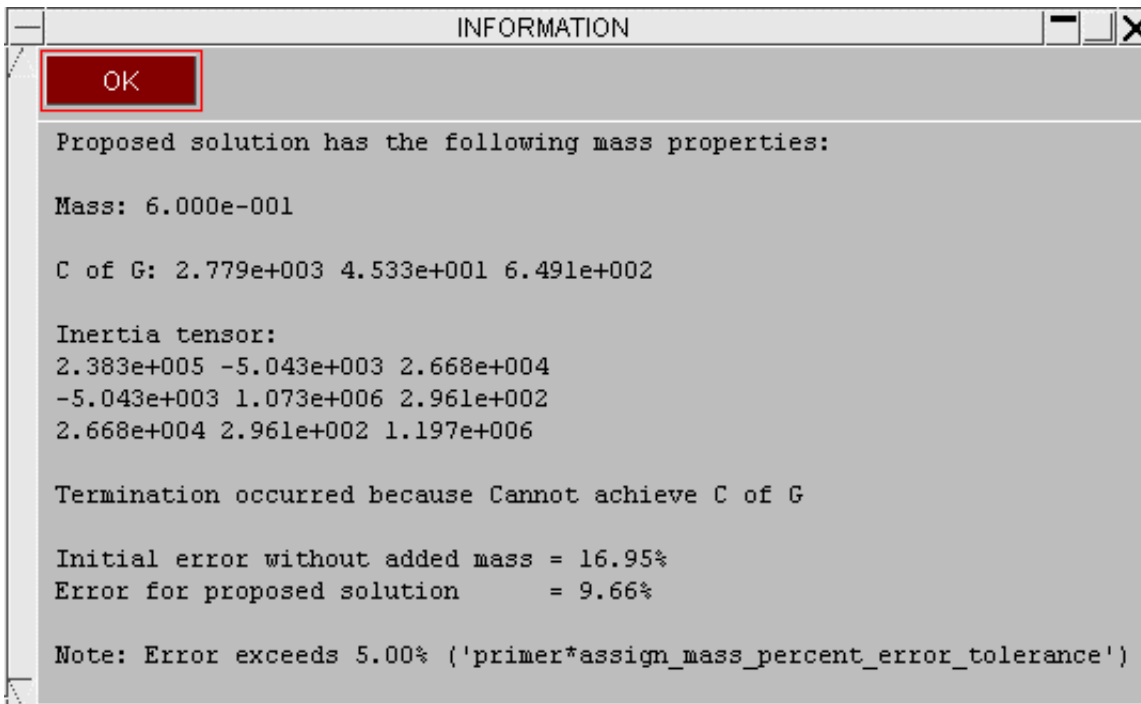 INFORMATION
OK
Proposed solution has the following mass properties:
Mass: 6.000e-001
C of G: 2.779e+003 4.533e+001 6.491e+002
Inertia tensor:
2.383e+005 -5.043e+003 2.668e+004
-5.043e+003 1.073e+006 2.961e+002
2.668e+004 2.961e+002 1.197e+006
Termination occurred because Cannot achieve C of G
Initial error without added mass = 16.95%
Error for proposed solution = 9.66%
Note: Error exceeds 5.00% ('primer*assign_mass_percent_error_tolerance')